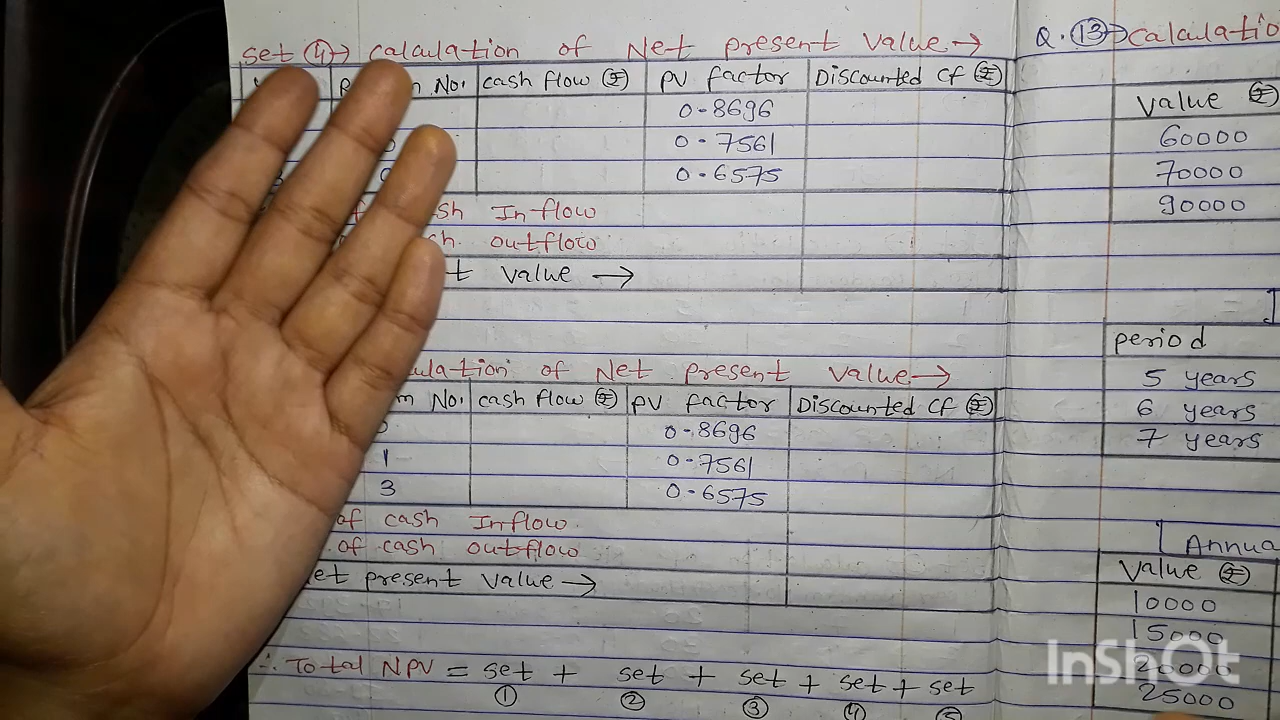 set ④→ calculation of Net present value →
No. cash flow (₹) PV factor Discounted Cf (₹)
0-8696
0-7561
0-6575
cash Inflow
cash outflow
value →
calculation of Net present value →
No. cash flow (₹) PV factor Discounted Cf (₹)
0 0-8696
1 0-7561
3 0-6575
of cash Inflow
of cash outflow
Net present value →
∴ Total NPV = set + set + set + set + set
① ② ③ ④ ⑤
Q. ⑬→
value (₹)
60000
70000
90000
period
5 years
6 years
7 years
value (₹)
10000
15000
20000
25000
InShOt